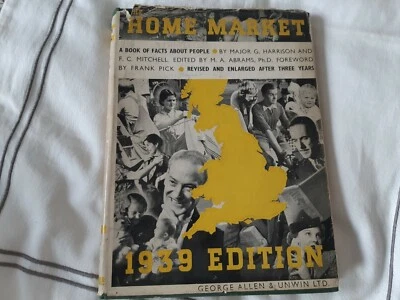 HOME MARKET
A BOOK OF FACTS ABOUT PEOPLE • BY MAJOR G. HARRISON AND
F. C. MITCHELL. EDITED BY M. A. ABRAMS, Ph.D. FOREWORD
BY FRANK PICK • REVISED AND ENLARGED AFTER THREE YEARS
1939 EDITION
GEORGE ALLEN & UNWIN LTD.